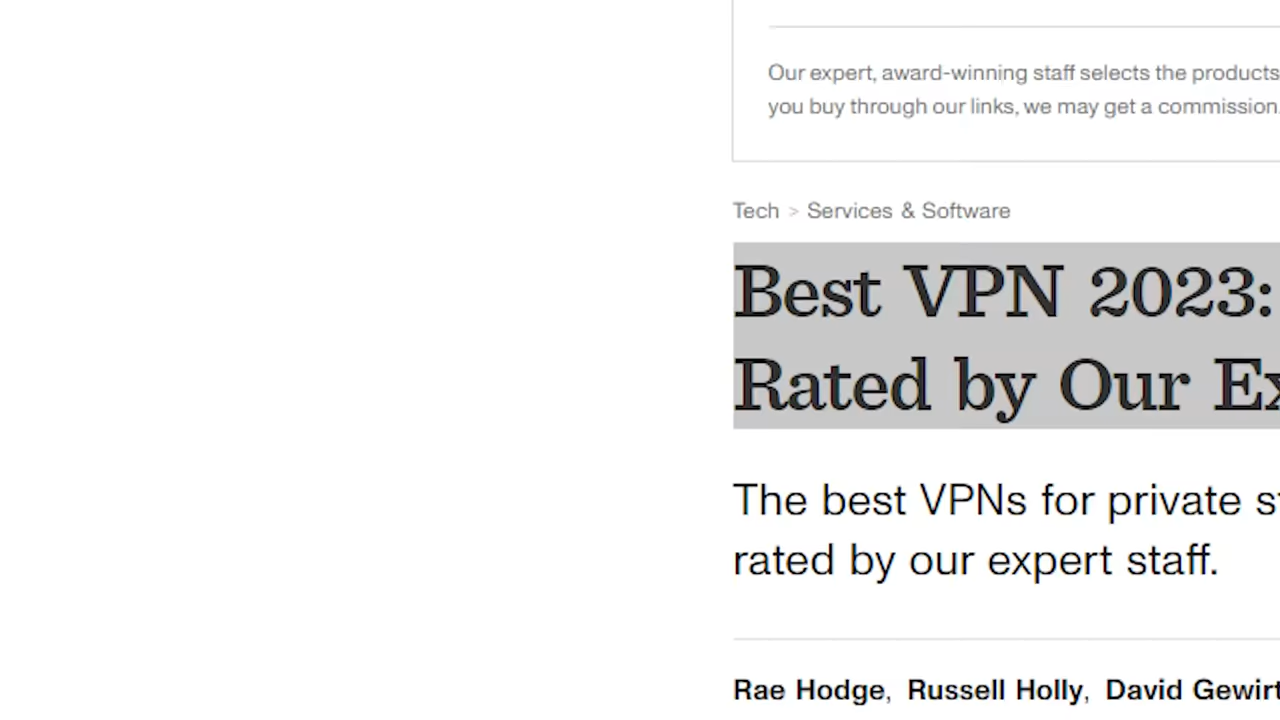 Our expert, award-winning staff selects the products
you buy through our links, we may get a commission.
Tech > Services & Software
Best VPN 2023:
Rated by Our
The best VPNs for private
rated by our expert staff.
Rae Hodge, Russell Holly, David